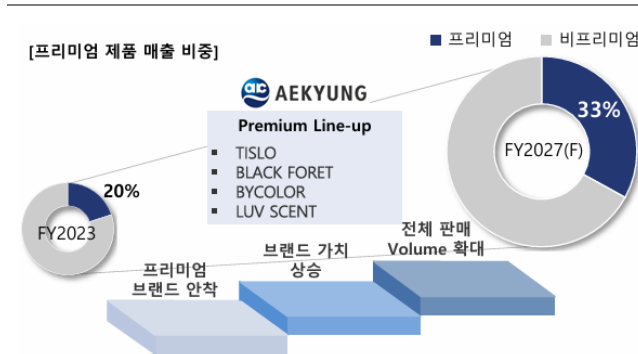 [프리미엄 제품 매출 비중]
프리미엄 비프리미엄
AEKYUNG
Premium Line-up
TISLO
BLACK FORET
BYCOLOR
LUV SCENT
33%
FY2027(F)
20%
FY2023
프리미엄
브랜드 안착
브랜드 가치
상승
전체 판매
Volume 확대